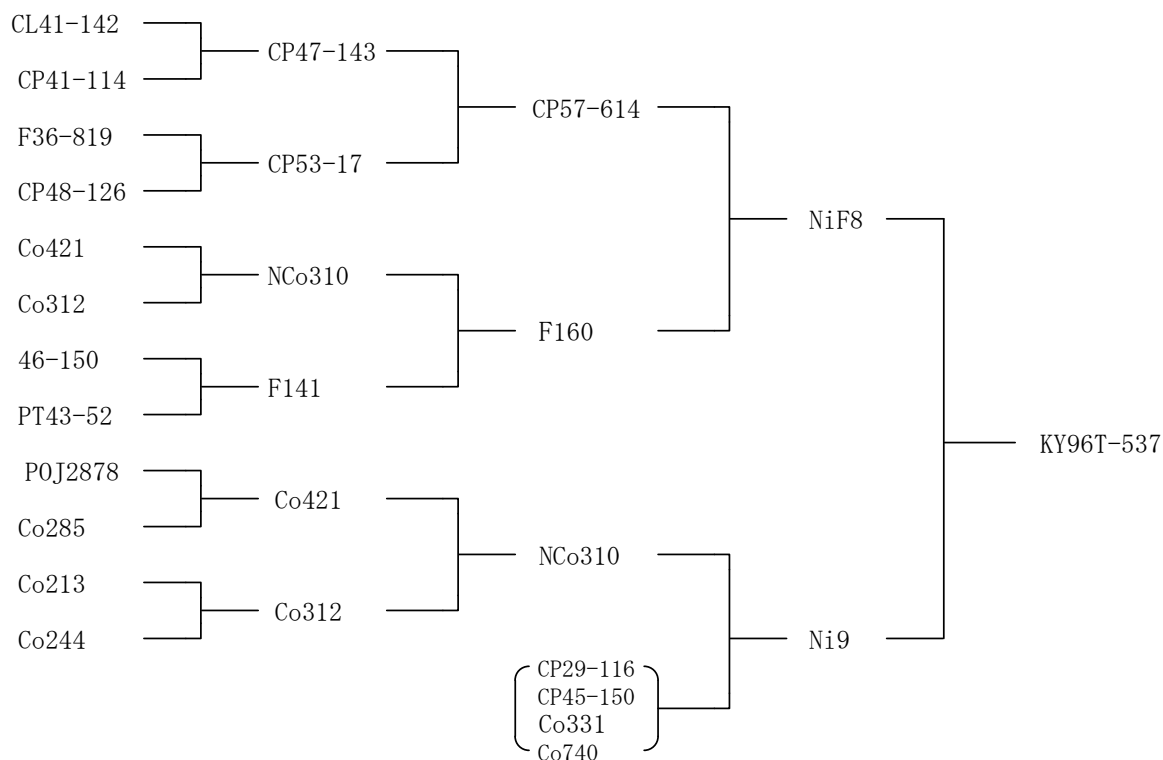 CL41-142
CP41-114
CP47-143
F36-819
CP48-126
CP53-17
CP57-614
Co421
Co312
NCo310
46-150
PT43-52
F141
F160
NiF8
POJ2878
Co285
Co421
Co213
Co244
Co312
NCo310
CP29-116
CP45-150
Co331
Co740
Ni9
KY96T-537